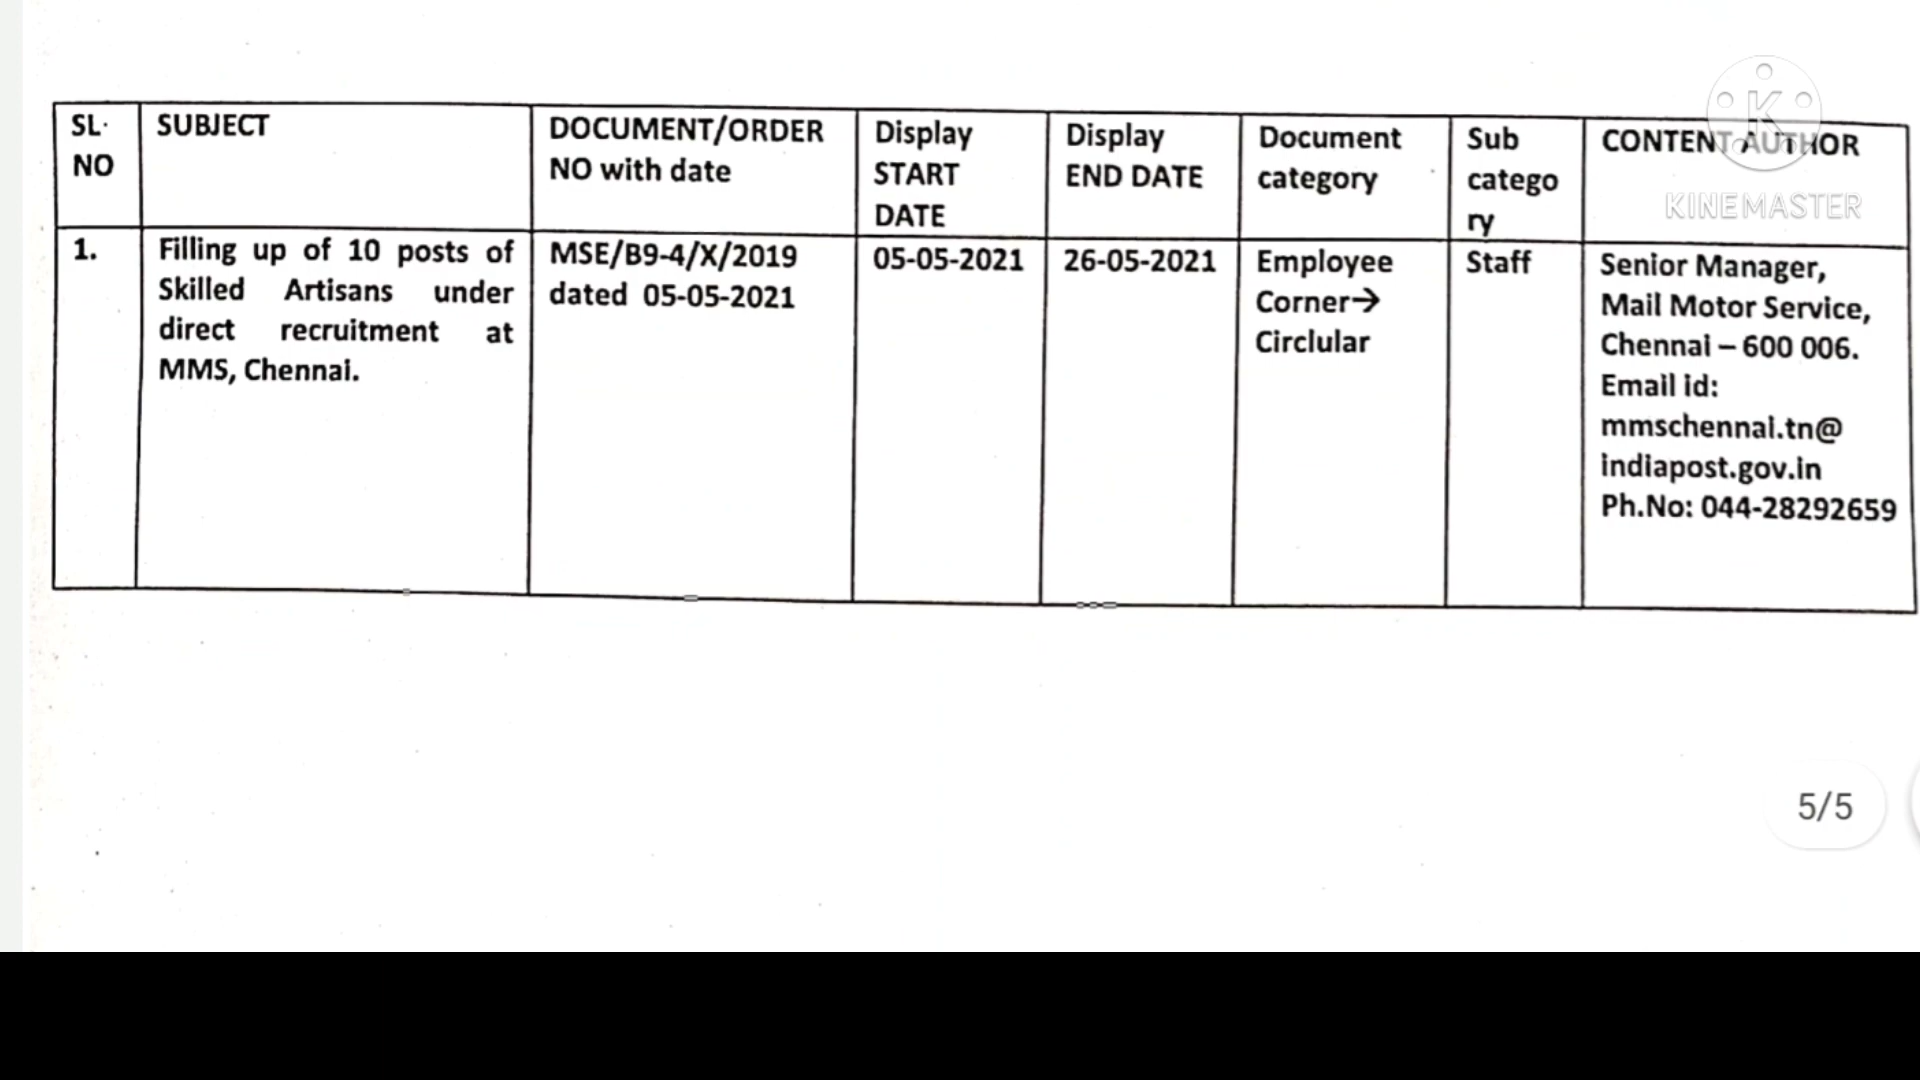 SL.
NO
SUBJECT
DOCUMENT/ORDER
NO with date
Display
START
DATE
Display
END DATE
Document
category
Sub
catego
ry
CONTENT AUTHOR
K
KINEMASTER
1.
Filling up of 10 posts of
Skilled Artisans under
direct recruitment at
MMS, Chennai.
MSE/B9-4/X/2019
dated 05-05-2021
05-05-2021
26-05-2021
Employee
Corner→
Circlular
Staff
Senior Manager,
Mail Motor Service,
Chennai – 600 006.
Email id:
mmschennai.tn@
indiapost.gov.in
Ph.No: 044-28292659
5/5